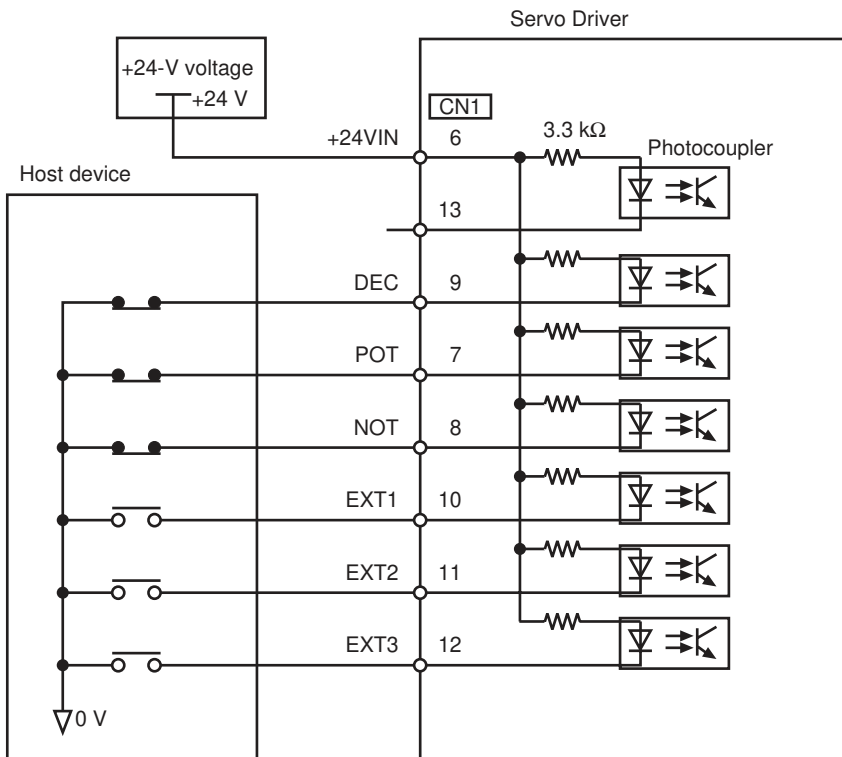 Servo Driver
+24-V voltage
+24 V
CN1
+24VIN
6
3.3 kΩ
Photocoupler
Host device
13
DEC
9
POT
7
NOT
8
EXT1
10
EXT2
11
EXT3
12
0 V